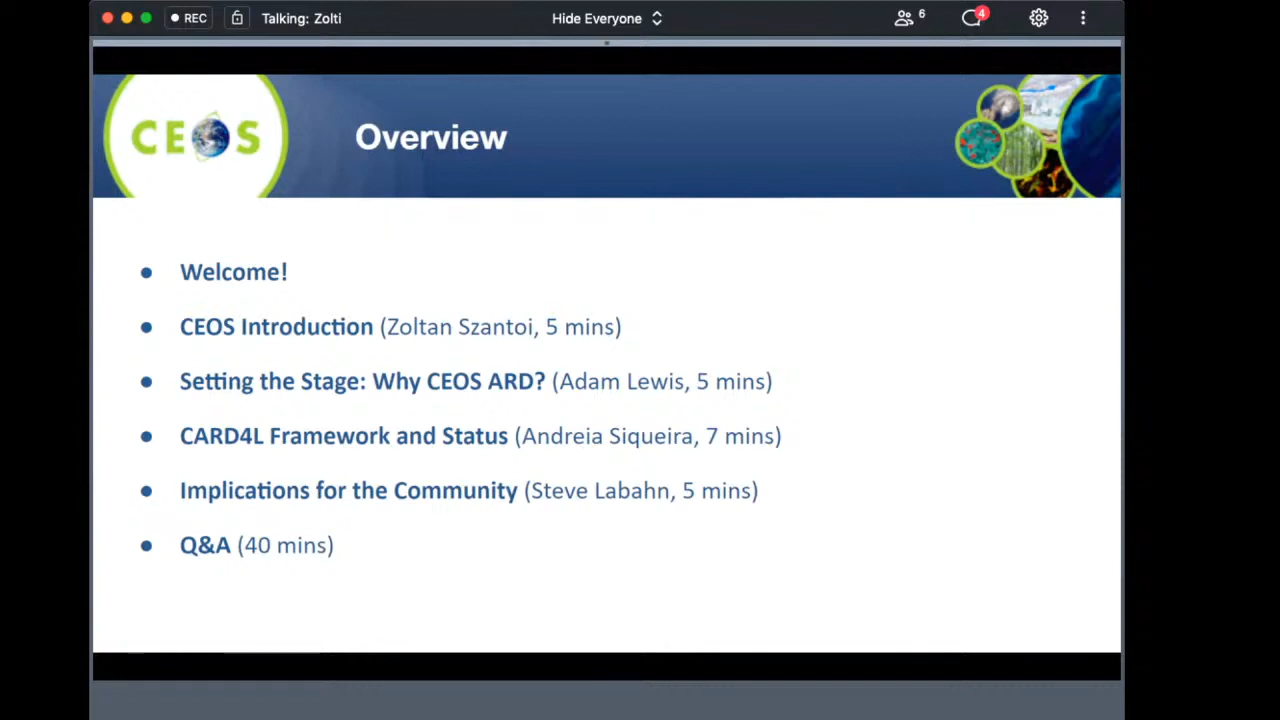 REC
Talking: Zolti
Hide Everyone
6
4
CEOS
Overview
● Welcome!
● CEOS Introduction (Zoltan Szantoi, 5 mins)
● Setting the Stage: Why CEOS ARD? (Adam Lewis, 5 mins)
● CARD4L Framework and Status (Andreia Siqueira, 7 mins)
● Implications for the Community (Steve Labahn, 5 mins)
● Q&A (40 mins)